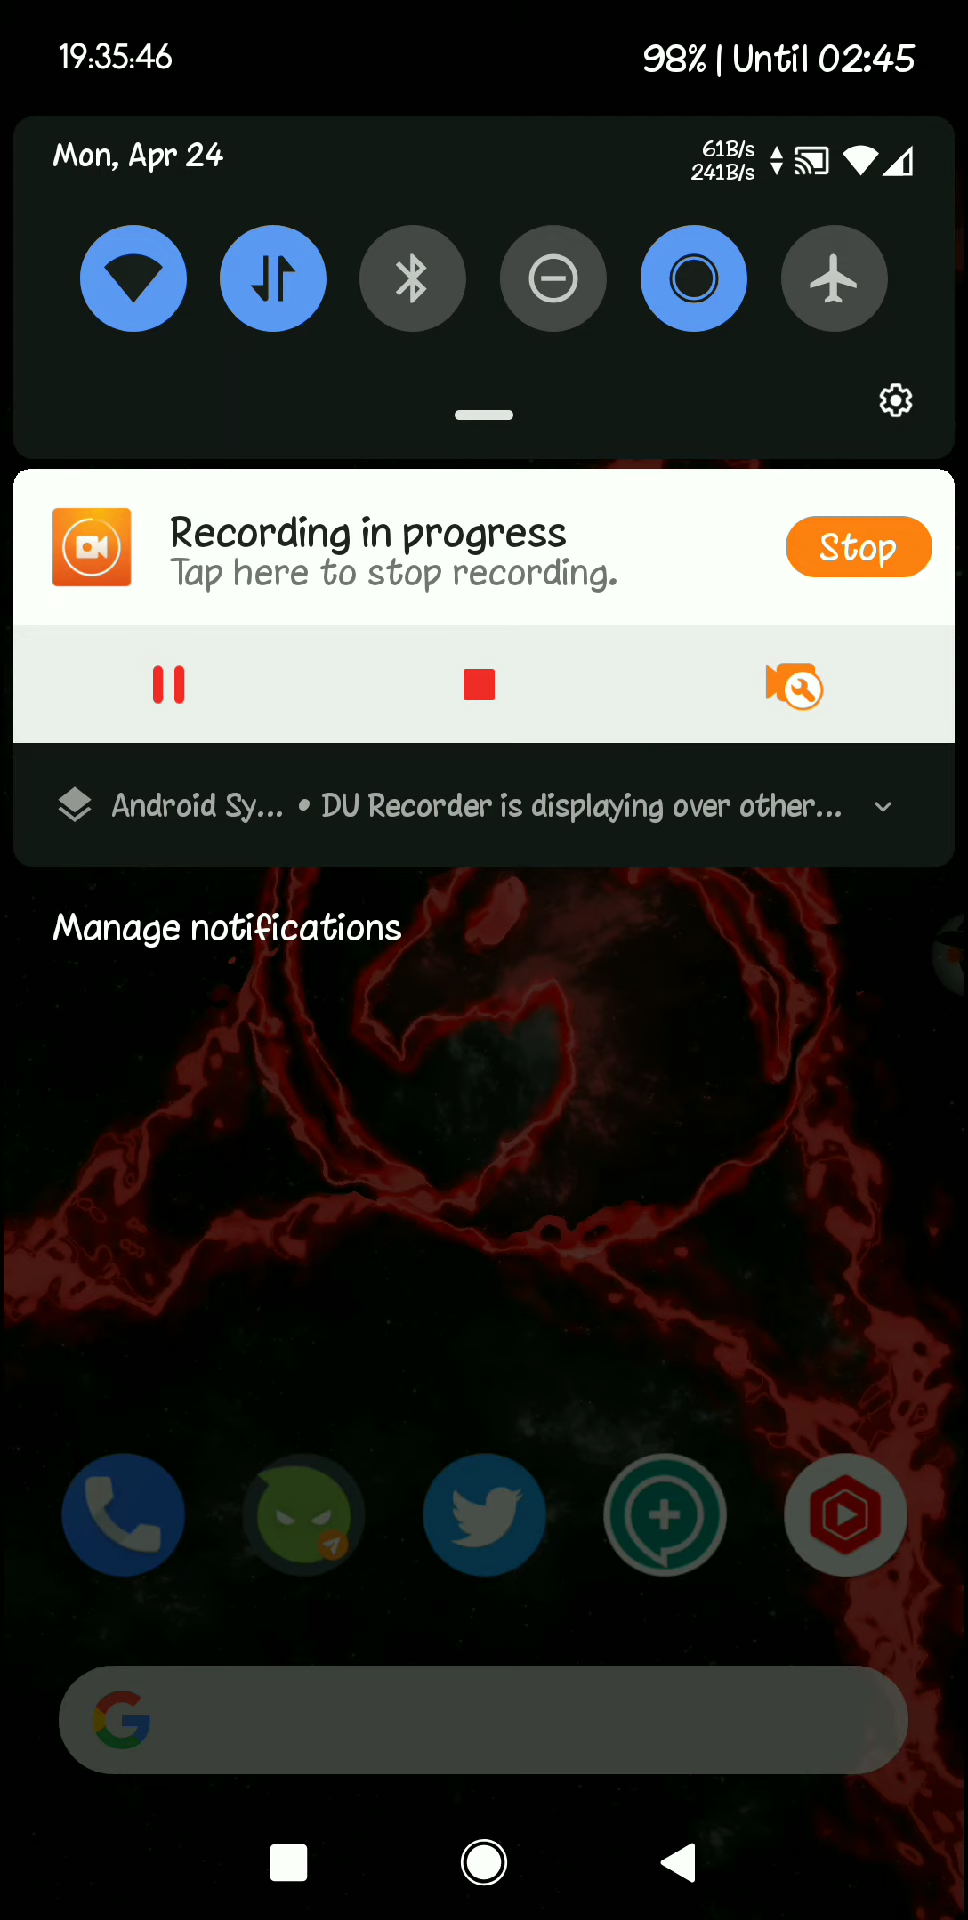 19:35:46
98% | Until 02:45
Mon, Apr 24
61B/s
241B/s
Recording in progress
Tap here to stop recording.
Stop
Android Sy... • DU Recorder is displaying over other...
Manage notifications